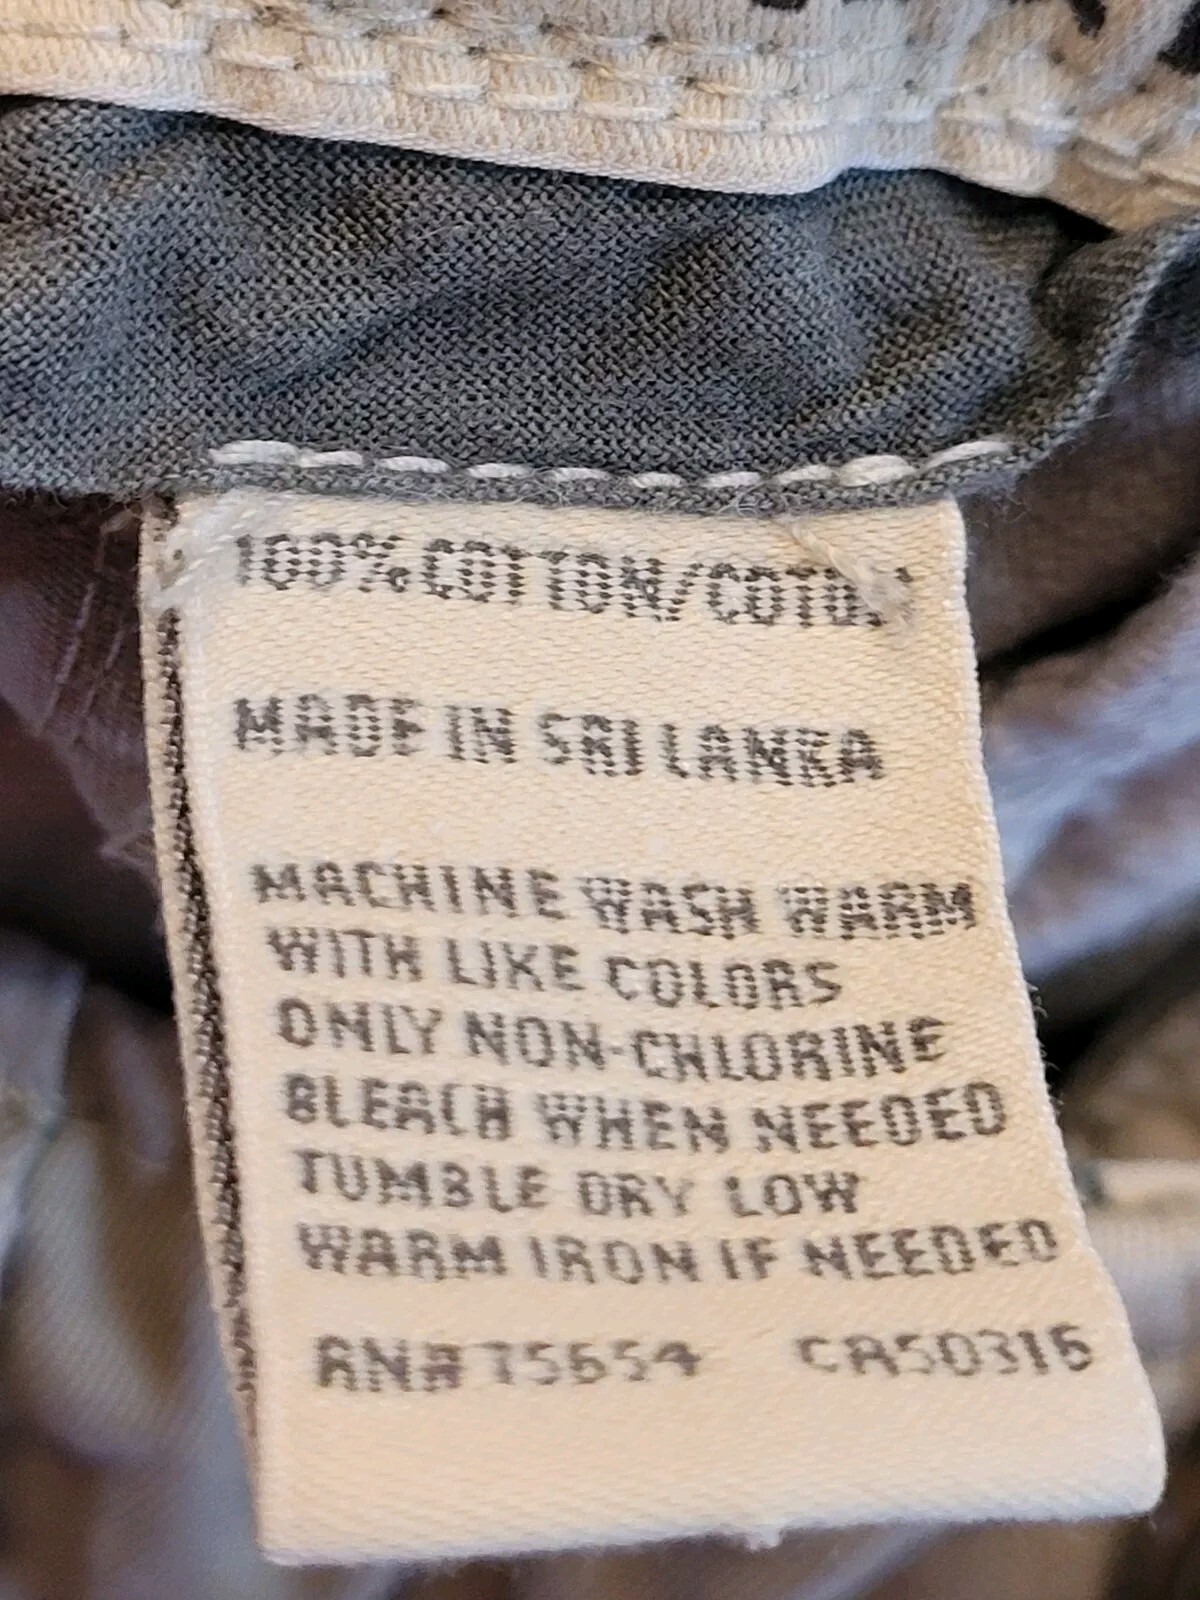 100% COTTON/COTON
MADE IN SRI LANKA
MACHINE WASH WARM
WITH LIKE COLORS
ONLY NON-CHLORINE
BLEACH WHEN NEEDED
TUMBLE DRY LOW
WARM IRON IF NEEDED
RN# 75654 CA50316